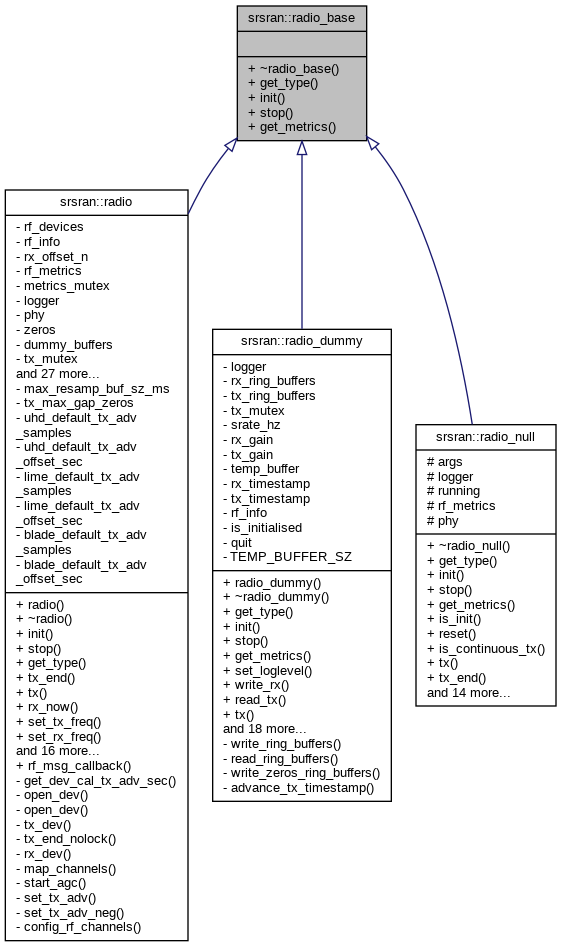 srsran::radio_base
+ ~radio_base()
+ get_type()
+ init()
+ stop()
+ get_metrics()
srsran::radio
- rf_devices
- rf_info
- rx_offset_n
- rf_metrics
- metrics_mutex
- logger
- phy
- zeros
- dummy_buffers
- tx_mutex
and 27 more...
- max_resamp_buf_sz_ms
- tx_max_gap_zeros
- uhd_default_tx_adv
_samples
- uhd_default_tx_adv
_offset_sec
- lime_default_tx_adv
_samples
- lime_default_tx_adv
_offset_sec
- blade_default_tx_adv
_samples
- blade_default_tx_adv
_offset_sec
+ radio()
+ ~radio()
+ init()
+ stop()
+ get_type()
+ tx_end()
+ tx()
+ rx_now()
+ set_tx_freq()
+ set_rx_freq()
and 16 more...
+ rf_msg_callback()
- get_dev_cal_tx_adv_sec()
- open_dev()
- open_dev()
- tx_dev()
- tx_end_nolock()
- rx_dev()
- map_channels()
- start_agc()
- set_tx_adv()
- set_tx_adv_neg()
- config_rf_channels()
srsran::radio_dummy
- logger
- rx_ring_buffers
- tx_ring_buffers
- tx_mutex
- srate_hz
- rx_gain
- tx_gain
- temp_buffer
- rx_timestamp
- tx_timestamp
- rf_info
- is_initialised
- quit
- TEMP_BUFFER_SZ
+ radio_dummy()
+ ~radio_dummy()
+ get_type()
+ init()
+ stop()
+ get_metrics()
+ set_loglevel()
+ write_rx()
+ read_tx()
+ tx()
and 18 more...
- write_ring_buffers()
- read_ring_buffers()
- write_zeros_ring_buffers()
- advance_tx_timestamp()
srsran::radio_null
# args
# logger
# running
# rf_metrics
# phy
+ ~radio_null()
+ get_type()
+ init()
+ stop()
+ get_metrics()
+ is_init()
+ reset()
+ is_continuous_tx()
+ tx()
+ tx_end()
and 14 more...